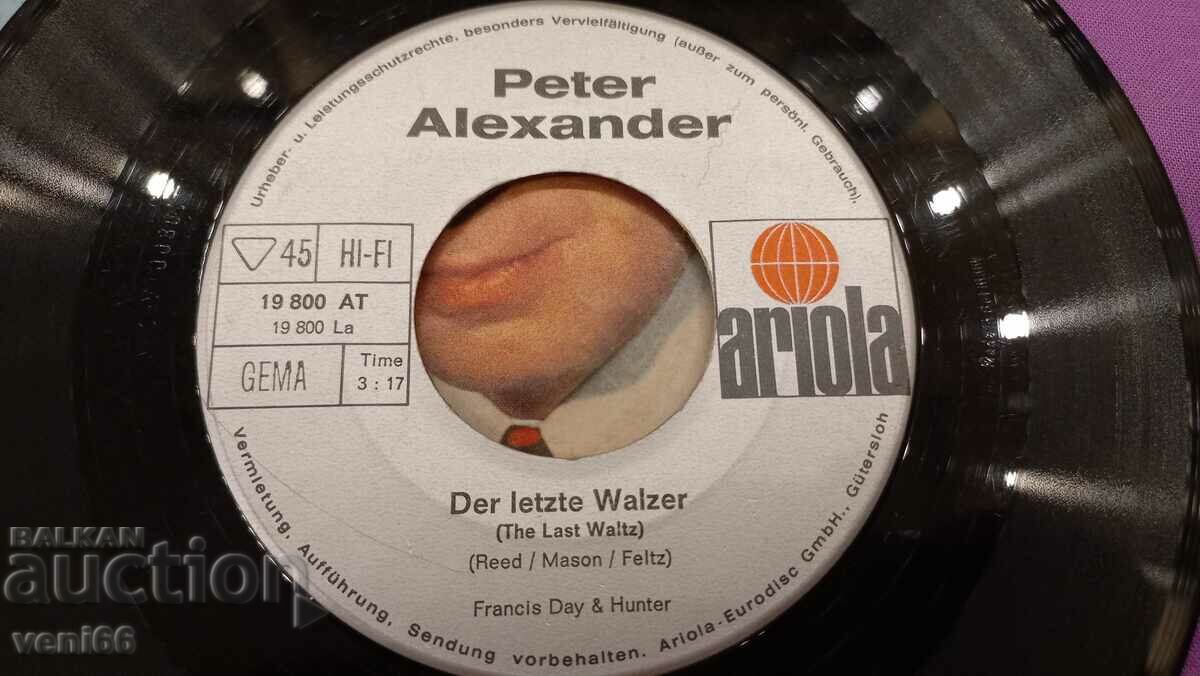 Urheber- u. Leistungsschutzrechte, besonders Vervielfältigung (außer zum persönl. Gebrauch).
Peter
Alexander
45 HI-FI
19 800 AT
19 800 La
GEMA
Time
3 : 17
ariola
Der letzte Walzer
(The Last Waltz)
(Reed / Mason / Feltz)
Francis Day & Hunter
Vermietung, Aufführung, Sendung vorbehalten. Ariola-Eurodisc GmbH., Gütersloh
BALKAN
auction
veni66